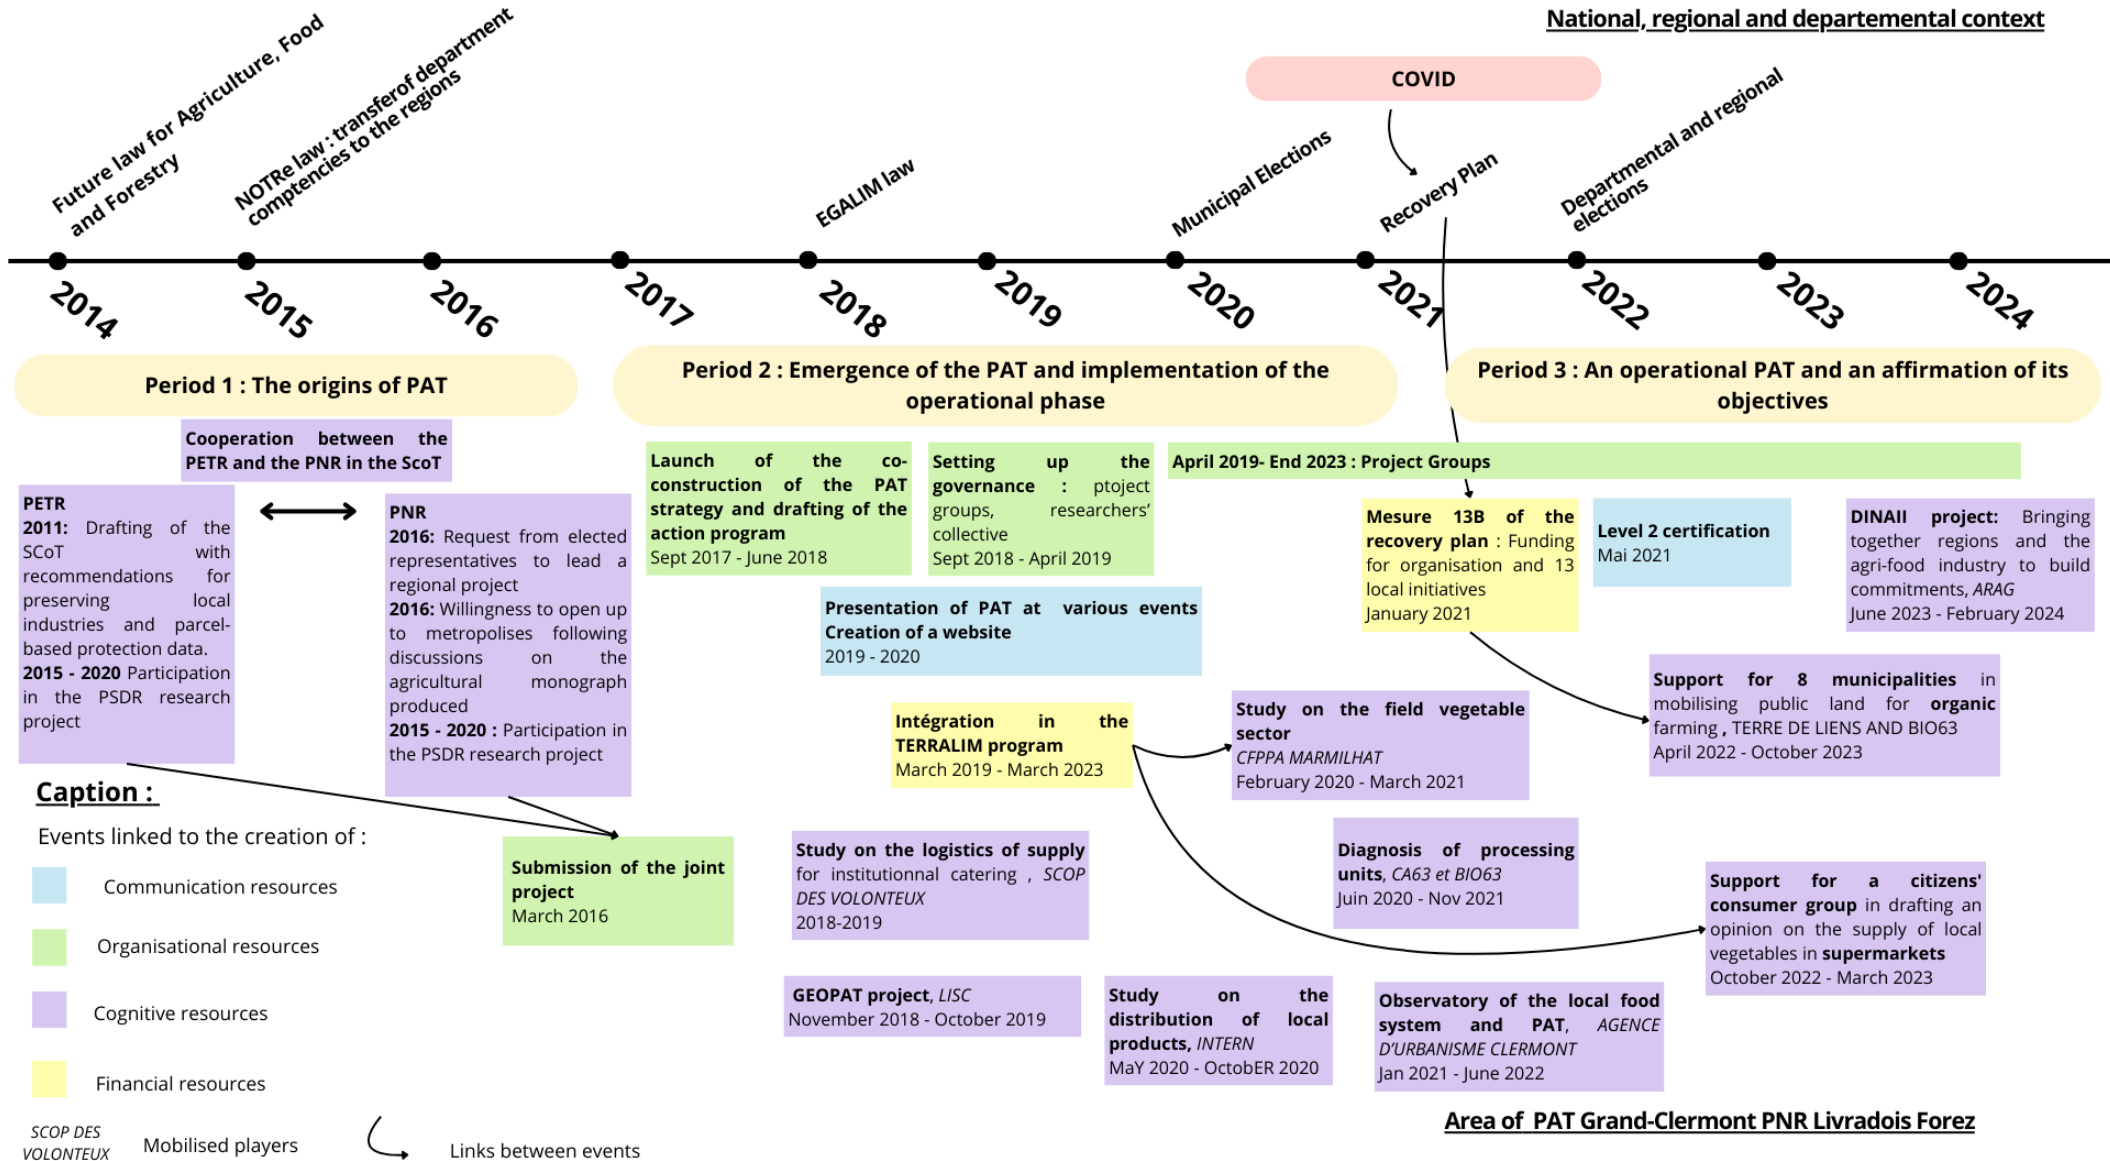 National, regional and departemental context
Future law for Agriculture, Food
and Forestry
NOTRe law : transferof department
comptencies to the regions
EGALIM law
Municipal Elections
COVID
Recovery Plan
Departmental and regional
elections
2014
2015
2016
2017
2018
2019
2020
2021
2022
2023
2024
Period 1 : The origins of PAT
Period 2 : Emergence of the PAT and implementation of the
operational phase
Period 3 : An operational PAT and an affirmation of its
objectives
Cooperation between the
PETR and the PNR in the ScoT
PETR
2011: Drafting of the
SCoT with
recommendations for
preserving local
industries and parcel-
based protection data.
2015 - 2020 Participation
in the PSDR research
project
PNR
2016: Request from elected
representatives to lead a
regional project
2016: Willingness to open up
to metropolises following
discussions on the
agricultural monograph
produced
2015 - 2020 : Participation in
the PSDR research project
Submission of the joint
project
March 2016
Launch of the co-
construction of the PAT
strategy and drafting of the
action program
Sept 2017 - June 2018
Setting up the
governance : ptoject
groups, researchers’
collective
Sept 2018 - April 2019
April 2019- End 2023 : Project Groups
Presentation of PAT at various events
Creation of a website
2019 - 2020
Mesure 13B of the
recovery plan : Funding
for organisation and 13
local initiatives
January 2021
Level 2 certification
Mai 2021
DINAII project: Bringing
together regions and the
agri-food industry to build
commitments, ARAG
June 2023 - February 2024
Intégration in the
TERRALIM program
March 2019 - March 2023
Study on the field vegetable
sector
CFPPA MARMILHAT
February 2020 - March 2021
Support for 8 municipalities in
mobilising public land for organic
farming , TERRE DE LIENS AND BIO63
April 2022 - October 2023
Study on the logistics of supply
for institutionnal catering , SCOP
DES VOLONTEUX
2018-2019
Diagnosis of processing
units, CA63 et BIO63
Juin 2020 - Nov 2021
Support for a citizens'
consumer group in drafting an
opinion on the supply of local
vegetables in supermarkets
October 2022 - March 2023
GEOPAT project, LISC
November 2018 - October 2019
Study on the
distribution of local
products, INTERN
MaY 2020 - OctobER 2020
Observatory of the local food
system and PAT, AGENCE
D’URBANISME CLERMONT
Jan 2021 - June 2022
Caption :
Events linked to the creation of :
Communication resources
Organisational resources
Cognitive resources
Financial resources
SCOP DES
VOLONTEUX
Mobilised players
Links between events
Area of PAT Grand-Clermont PNR Livradois Forez